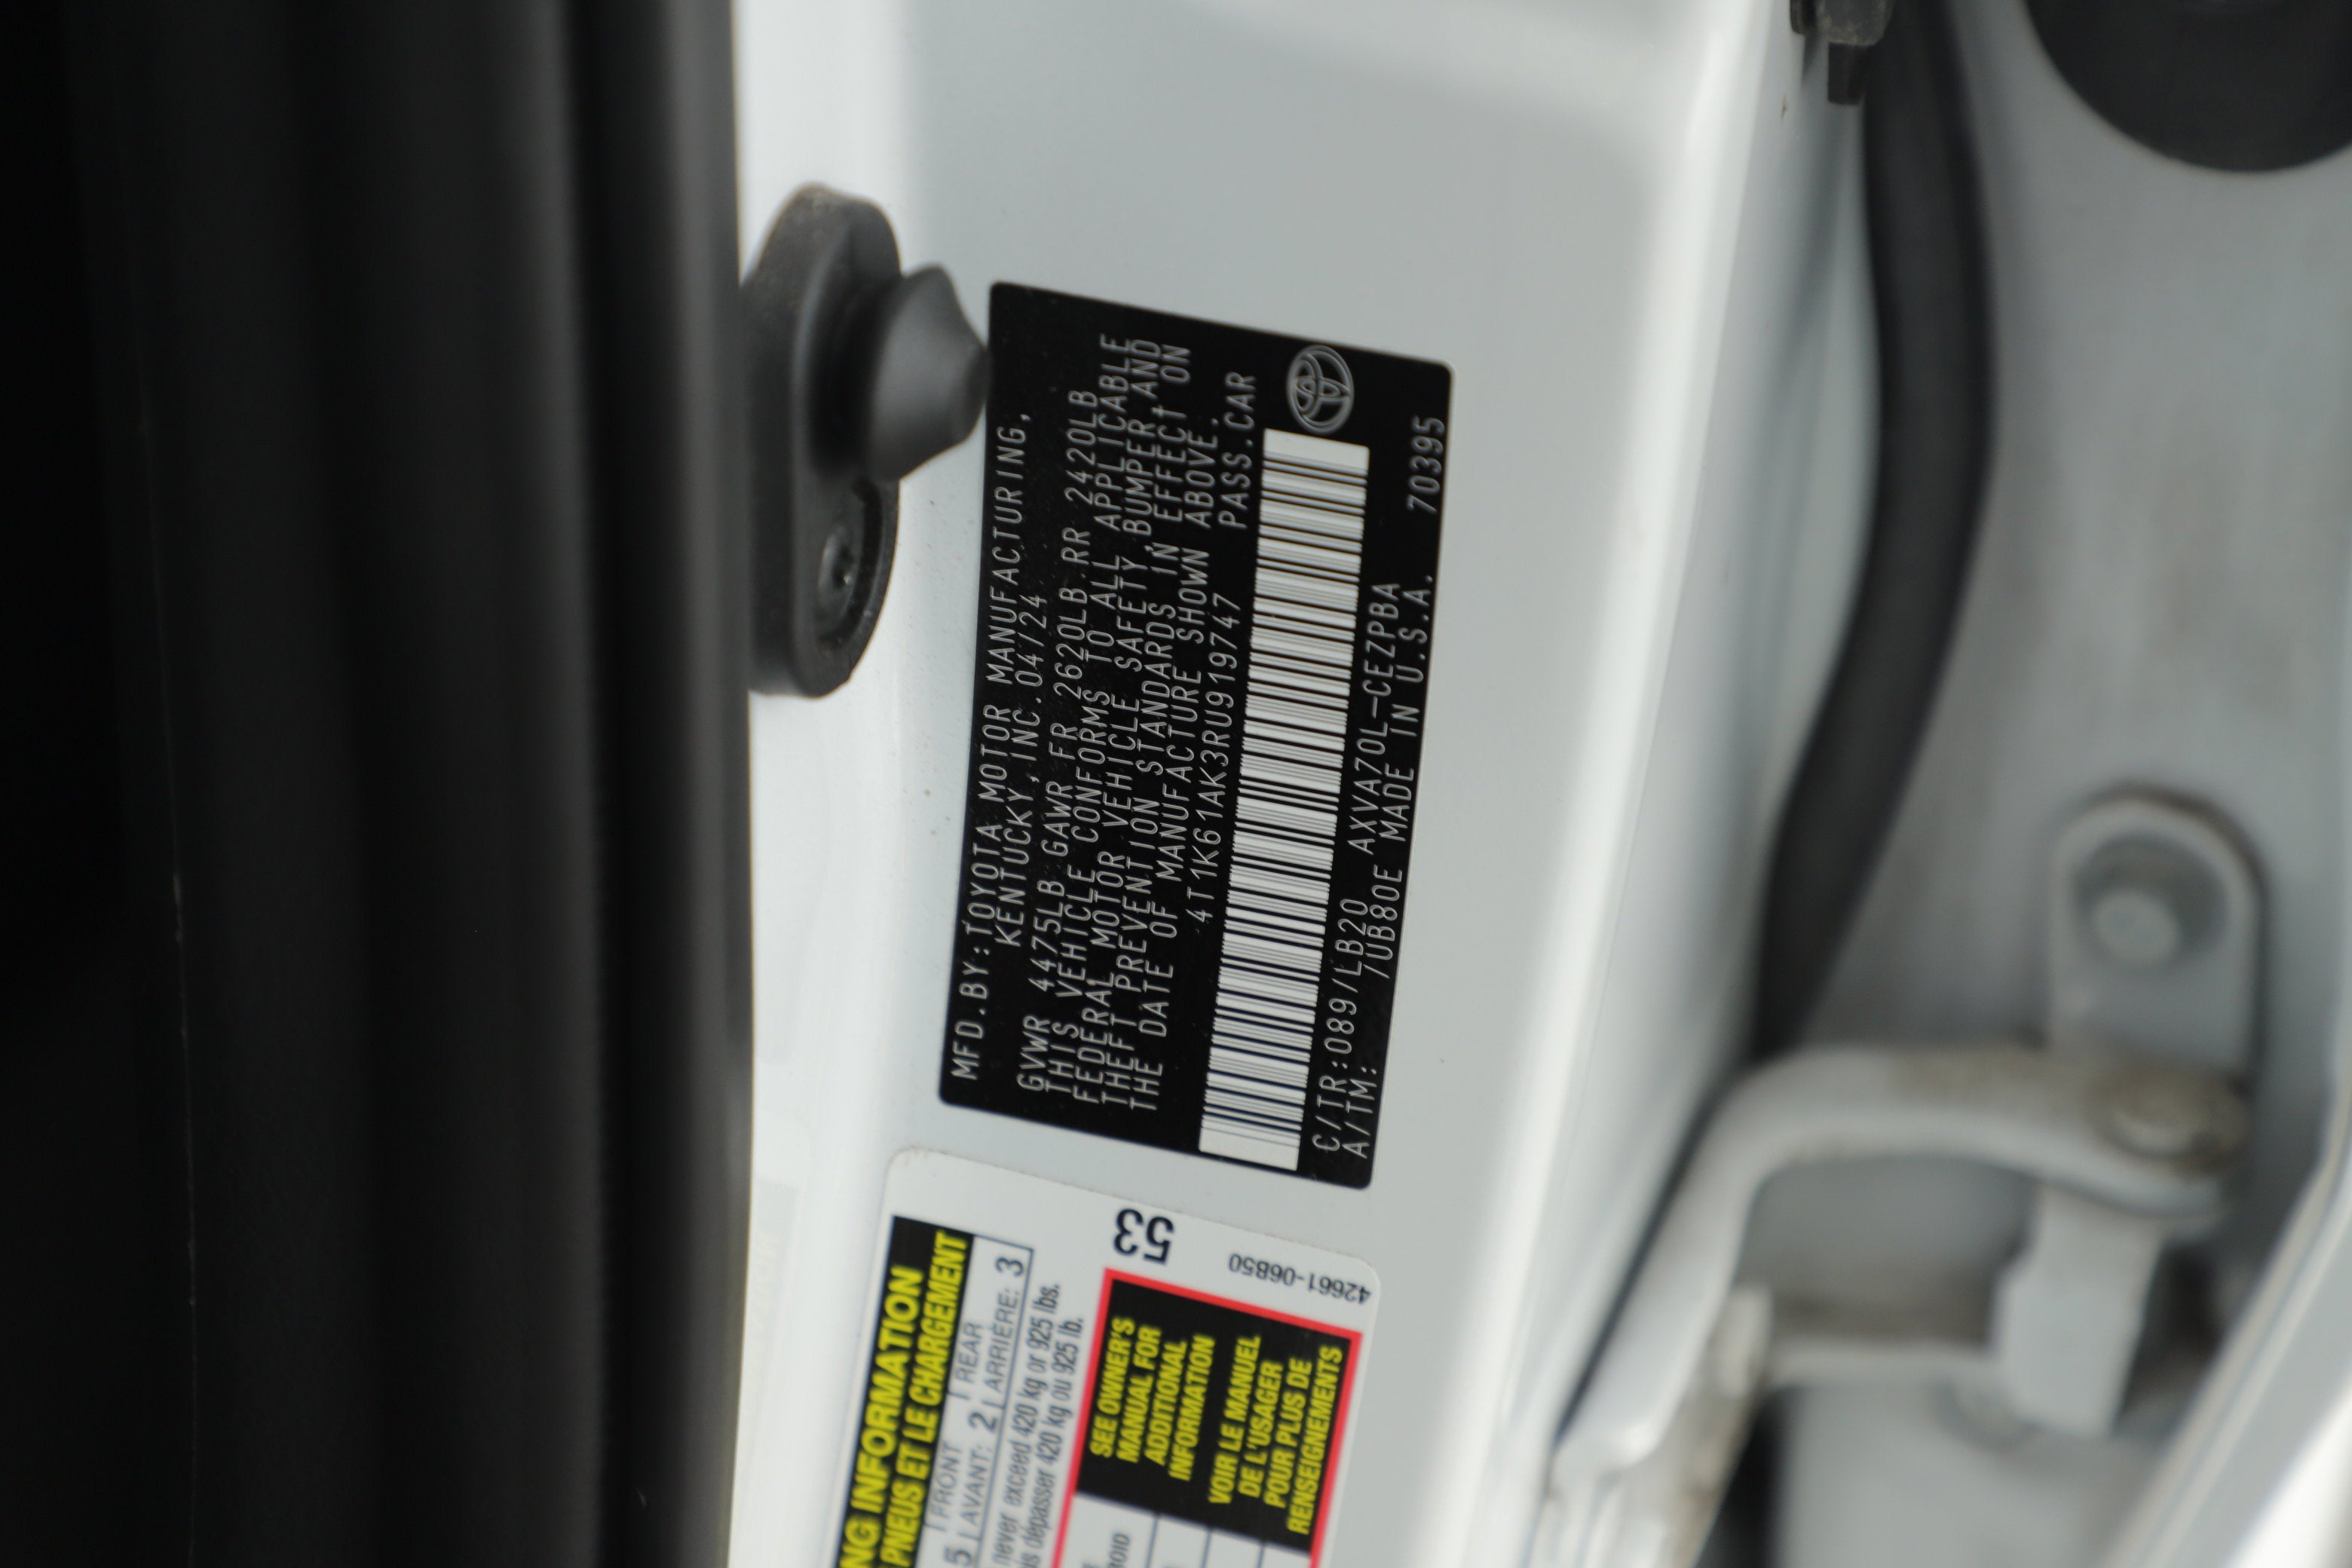 MFD.BY:TOYOTA MOTOR MANUFACTURING,
KENTUCKY,INC.04/24
GVWR 4475LB GAWR FR 2620LB.RR 2420LB
THIS VEHICLE CONFORMS TO ALL APPLICABLE
FEDERAL MOTOR VEHICLE SAFETY,BUMPER,AND
THEFT PREVENTION STANDARDS IN EFFECT ON
THE DATE OF MANUFACTURE SHOWN ABOVE.
4T1K61AK3RU919747 PASS.CAR
C/TR:089/LB20 AXVA70L-CEZPBA
A/TM: /UB80E MADE IN U.S.A. 70395
53
42661-06B50
NG INFORMATION
PNEUS ET LE CHARGEMENT
5 FRONT REAR
AVANT: 2 ARRIÈRE: 3
never exceed 420 kg or 925 lbs.
is dépasser 420 kg ou 925 lb.
SEE OWNER'S
MANUAL FOR
ADDITIONAL
INFORMATION
VOIR LE MANUEL
DE L'USAGER
POUR PLUS DE
RENSEIGNEMENTS